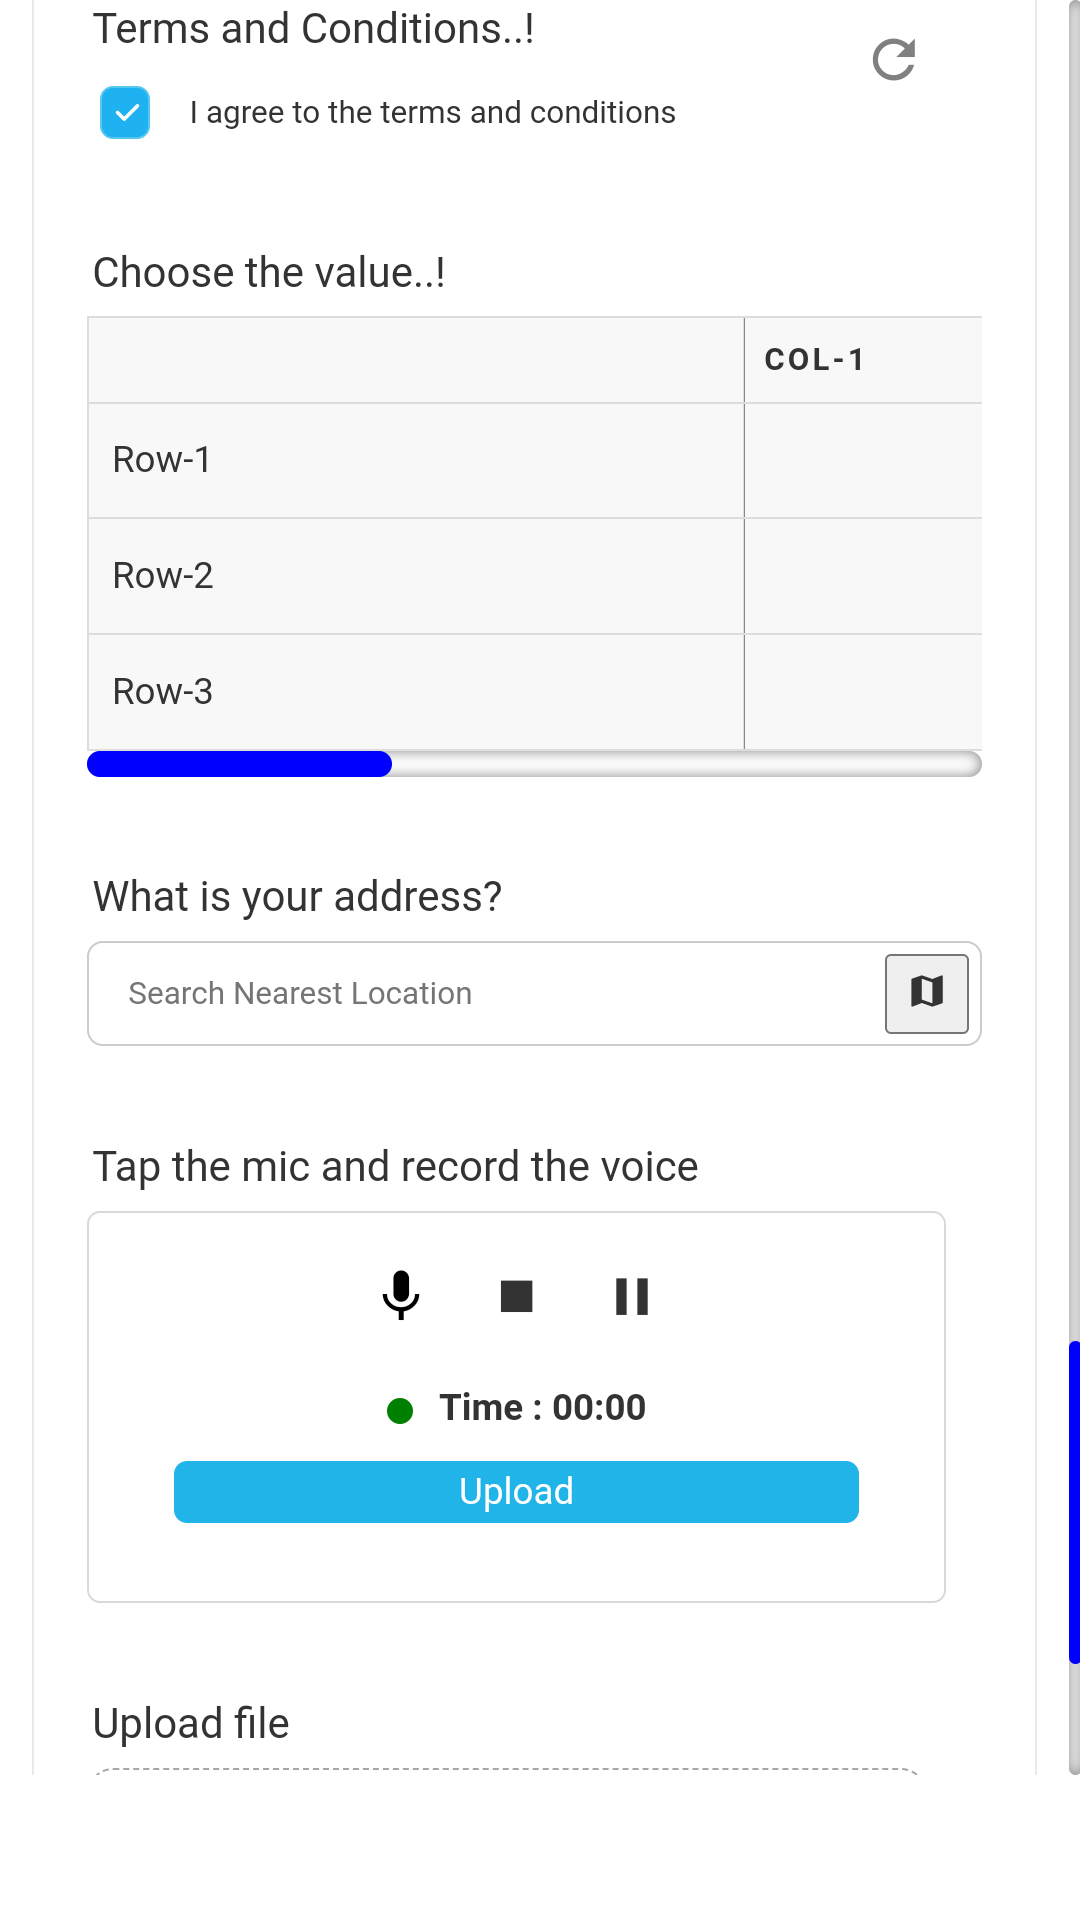 Terms and Conditions..!
I agree to the terms and conditions
Choose the value..!
COL-1
Row-1
Row-2
Row-3
What is your address?
Search Nearest Location
Tap the mic and record the voice
Time : 00:00
Upload
Upload file